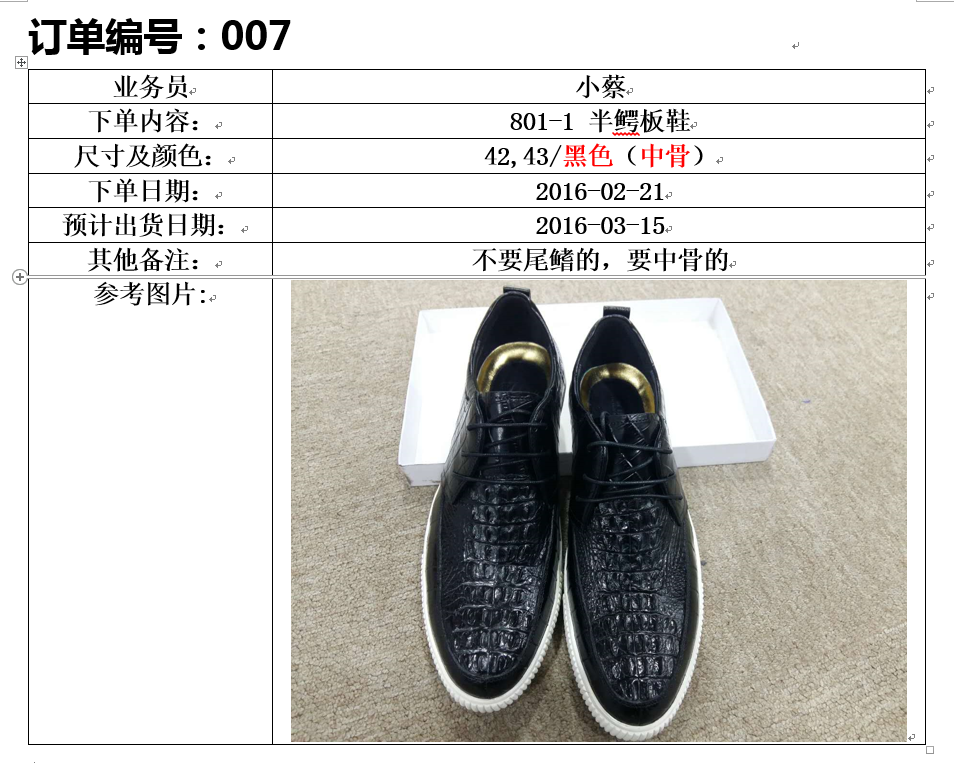 订单编号：007
业务员 小蔡
下单内容： 801-1 半鳄板鞋
尺寸及颜色： 42,43/黑色（中骨）
下单日期： 2016-02-21
预计出货日期： 2016-03-15
其他备注： 不要尾鳍的，要中骨的
参考图片: